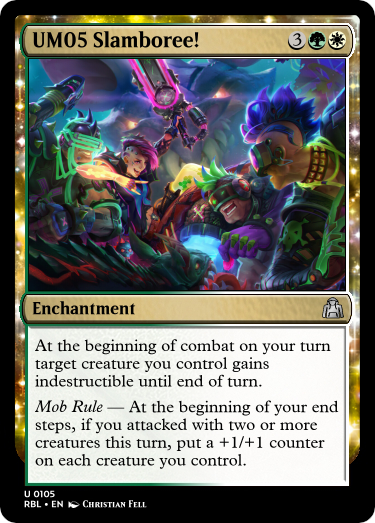 UM05 Slamboree!
3
Enchantment
At the beginning of combat on your turn
target creature you control gains
indestructible until end of turn.
Mob Rule — At the beginning of your end
steps, if you attacked with two or more
creatures this turn, put a +1/+1 counter
on each creature you control.
U 0105
RBL • EN Christian Fell